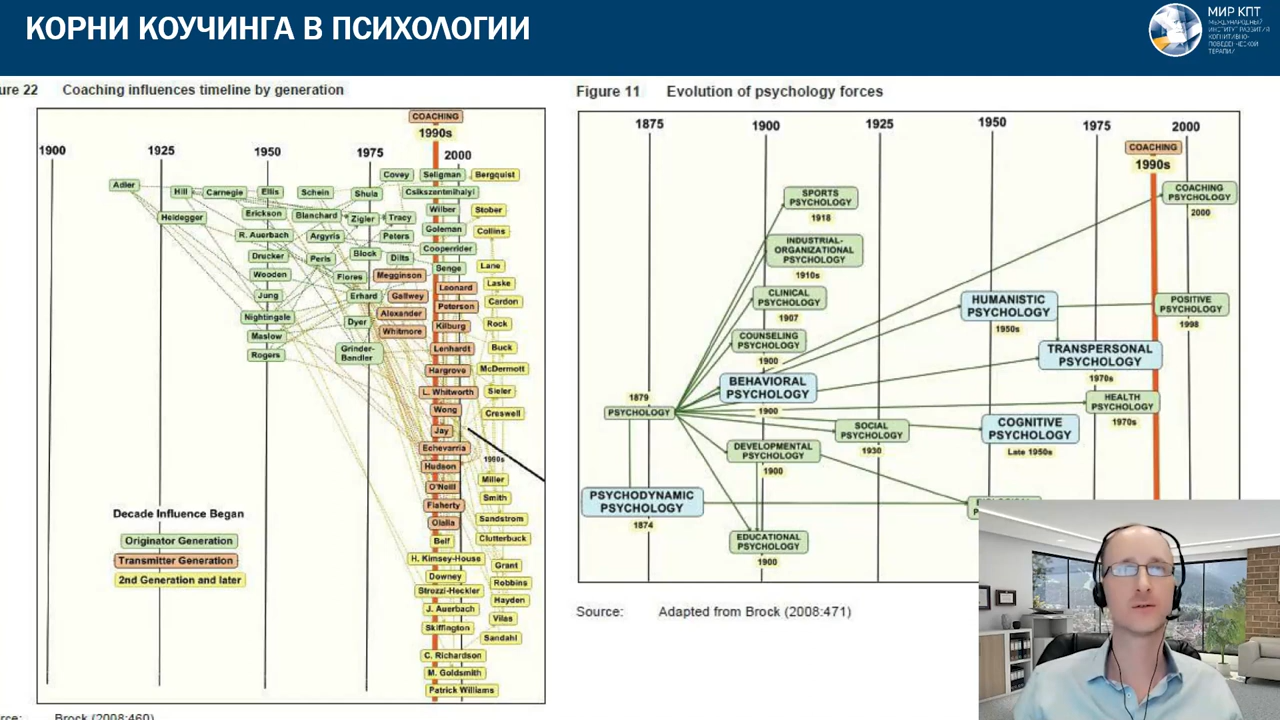 КОРНИ КОУЧИНГА В ПСИХОЛОГИИ
МИР КПТ
МЕЖДУНАРОДНЫЙ
ИНСТИТУТ РАЗВИТИЯ
КОГНИТИВНО-
ПОВЕДЕНЧЕСКОЙ
ТЕРАПИИ
ure 22 Coaching influences timeline by generation
COACHING
1990s
1900
1925
1950
1975
2000
Covey
Seligman
Bergquist
Adler
Hill
Carnegie
Ellis
Schein
Shula
Csikszentmihalyi
Heidegger
Erickson
Blanchard
Zigler
Tracy
Wilber
Stober
R. Auerbach
Argyris
Peters
Goleman
Collins
Drucker
Perls
Block
Dilts
Cooperrider
Wooden
Flores
Megginson
Senge
Lane
Jung
Erhard
Gallwey
Leonard
Laske
Nightingale
Dyer
Alexander
Peterson
Cardon
Maslow
Whitmore
Kilburg
Rock
Rogers
Grinder-
Bandler
Lenhardt
Buck
Hargrove
McDermott
L. Whitworth
Sieler
Wong
Creswell
Jay
Echevarria
1990s
Hudson
O'Neill
Miller
Flaherty
Smith
Olalla
Sandstrom
Belf
Clutterbuck
H. Kimsey-House
Grant
Downey
Robbins
Strozzi-Heckler
Hayden
J. Auerbach
Vilas
Skiffington
Sandahl
C. Richardson
M. Goldsmith
Patrick Williams
Decade Influence Began
Originator Generation
Transmitter Generation
2nd Generation and later
rce: Brock (2008:460)
Figure 11 Evolution of psychology forces
1875
1900
1925
1950
1975
2000
COACHING
1990s
SPORTS
PSYCHOLOGY
1918
COACHING
PSYCHOLOGY
2000
INDUSTRIAL-
ORGANIZATIONAL
PSYCHOLOGY
1910s
CLINICAL
PSYCHOLOGY
1907
HUMANISTIC
PSYCHOLOGY
1950s
POSITIVE
PSYCHOLOGY
1998
COUNSELING
PSYCHOLOGY
1900
TRANSPERSONAL
PSYCHOLOGY
1970s
BEHAVIORAL
PSYCHOLOGY
1900
1879
PSYCHOLOGY
HEALTH
PSYCHOLOGY
1970s
SOCIAL
PSYCHOLOGY
1930
COGNITIVE
PSYCHOLOGY
Late 1950s
DEVELOPMENTAL
PSYCHOLOGY
1900
PSYCHODYNAMIC
PSYCHOLOGY
1874
EDUCATIONAL
PSYCHOLOGY
1900
Source: Adapted from Brock (2008:471)